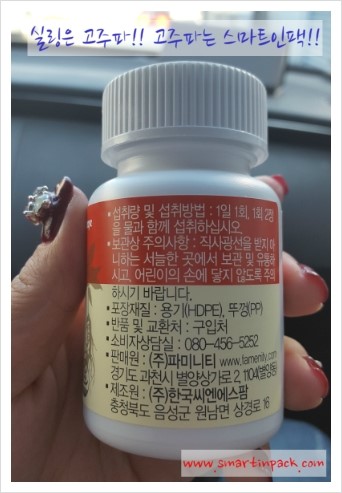 실링은 고주파!! 고주파는 스마트인팩!!
• 섭취량 및 섭취방법 : 1일 1회, 1회 2정
을 물과 함께 섭취하십시오.
• 보관상 주의사항 : 직사광선을 받지 아
니하는 서늘한 곳에서 보관 및 유통하
시고, 어린이의 손에 닿지 않도록 주의
하시기 바랍니다.
• 포장재질 : 용기(HDPE), 뚜껑(PP)
• 반품 및 교환처 : 구입처
• 소비자상담실 : 080-456-5252
• 판매원 : (주)파미니티 www.famenity.com
경기도 과천시 별양상가로 2, 1104(별양동)
• 제조원 : (주)한국씨엔에스팜
충청북도 음성군 원남면 상경로 16
www.smartinpack.com